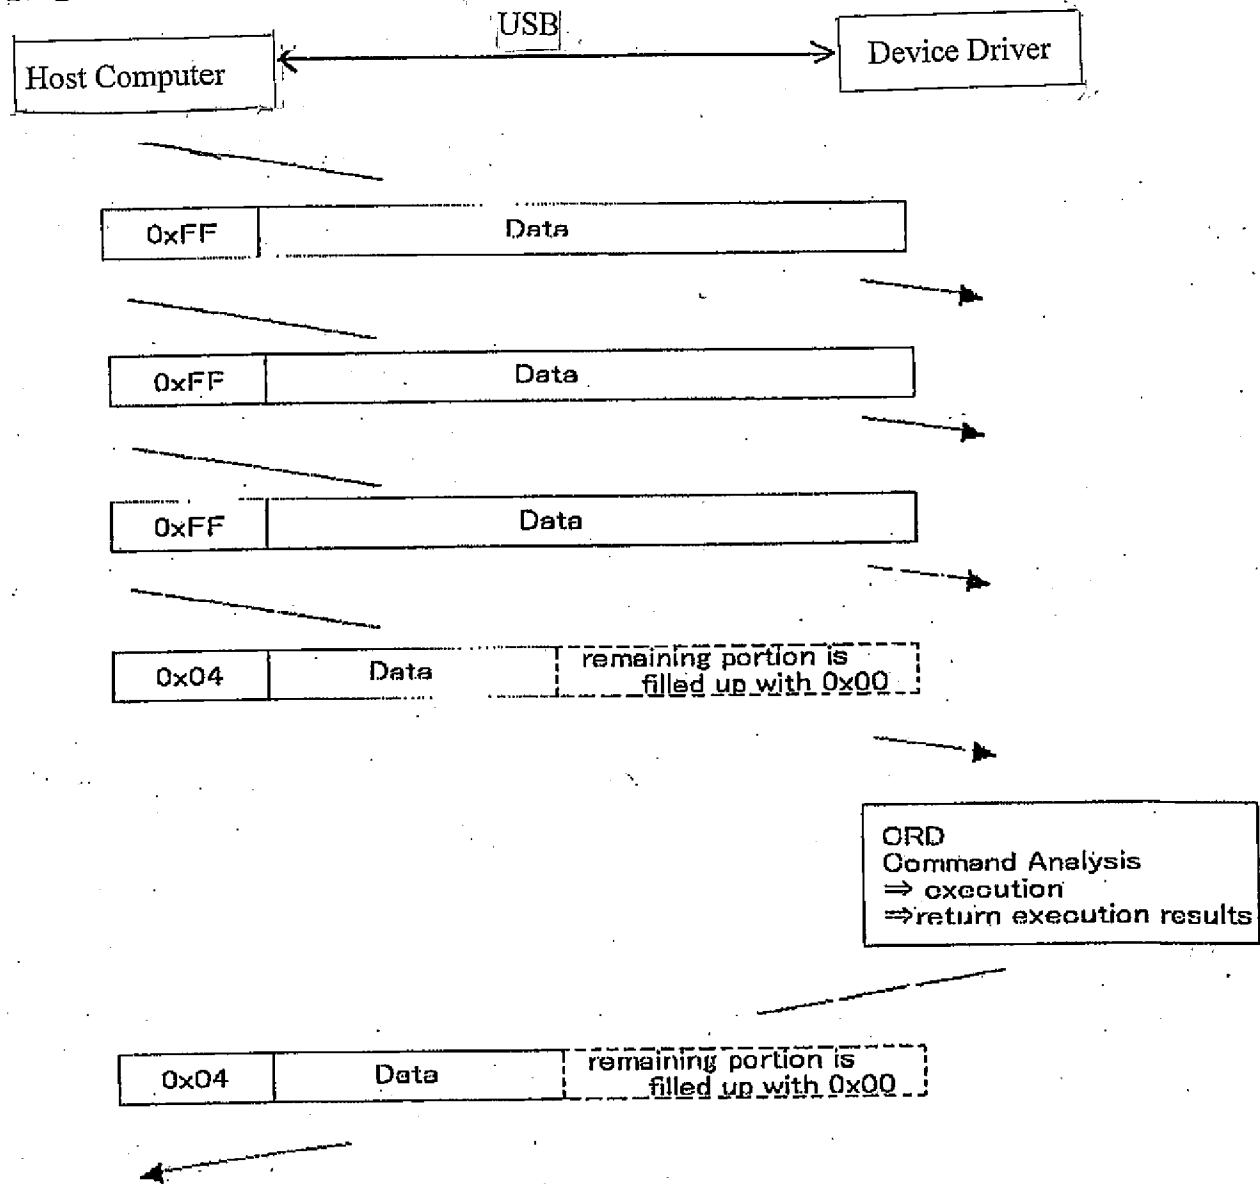 USB
Host Computer
Device Driver
0xFF
Data
0xFF
Data
0xFF
Data
0x04
Data
remaining portion is
filled up with 0x00
ORD
Command Analysis
⇒ execution
⇒return execution results
0x04
Data
remaining portion is
filled up with 0x00